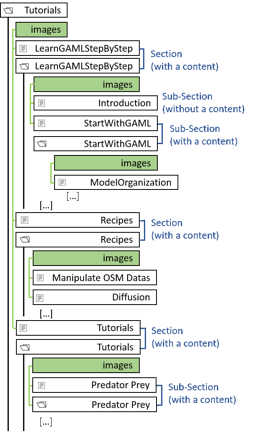 Tutorials
images
LearnGAMLStepByStep
Section
(with a content)
LearnGAMLStepByStep
images
Introduction
Sub-Section
(without a content)
StartWithGAML
Sub-Section
(with a content)
StartWithGAML
images
ModelOrganization
[...]
[...]
Recipes
Section
(with a content)
Recipes
images
Manipulate OSM Datas
Diffusion
[...]
Tutorials
Section
(with a content)
Tutorials
images
Predator Prey
Sub-Section
(with a content)
Predator Prey
[...]